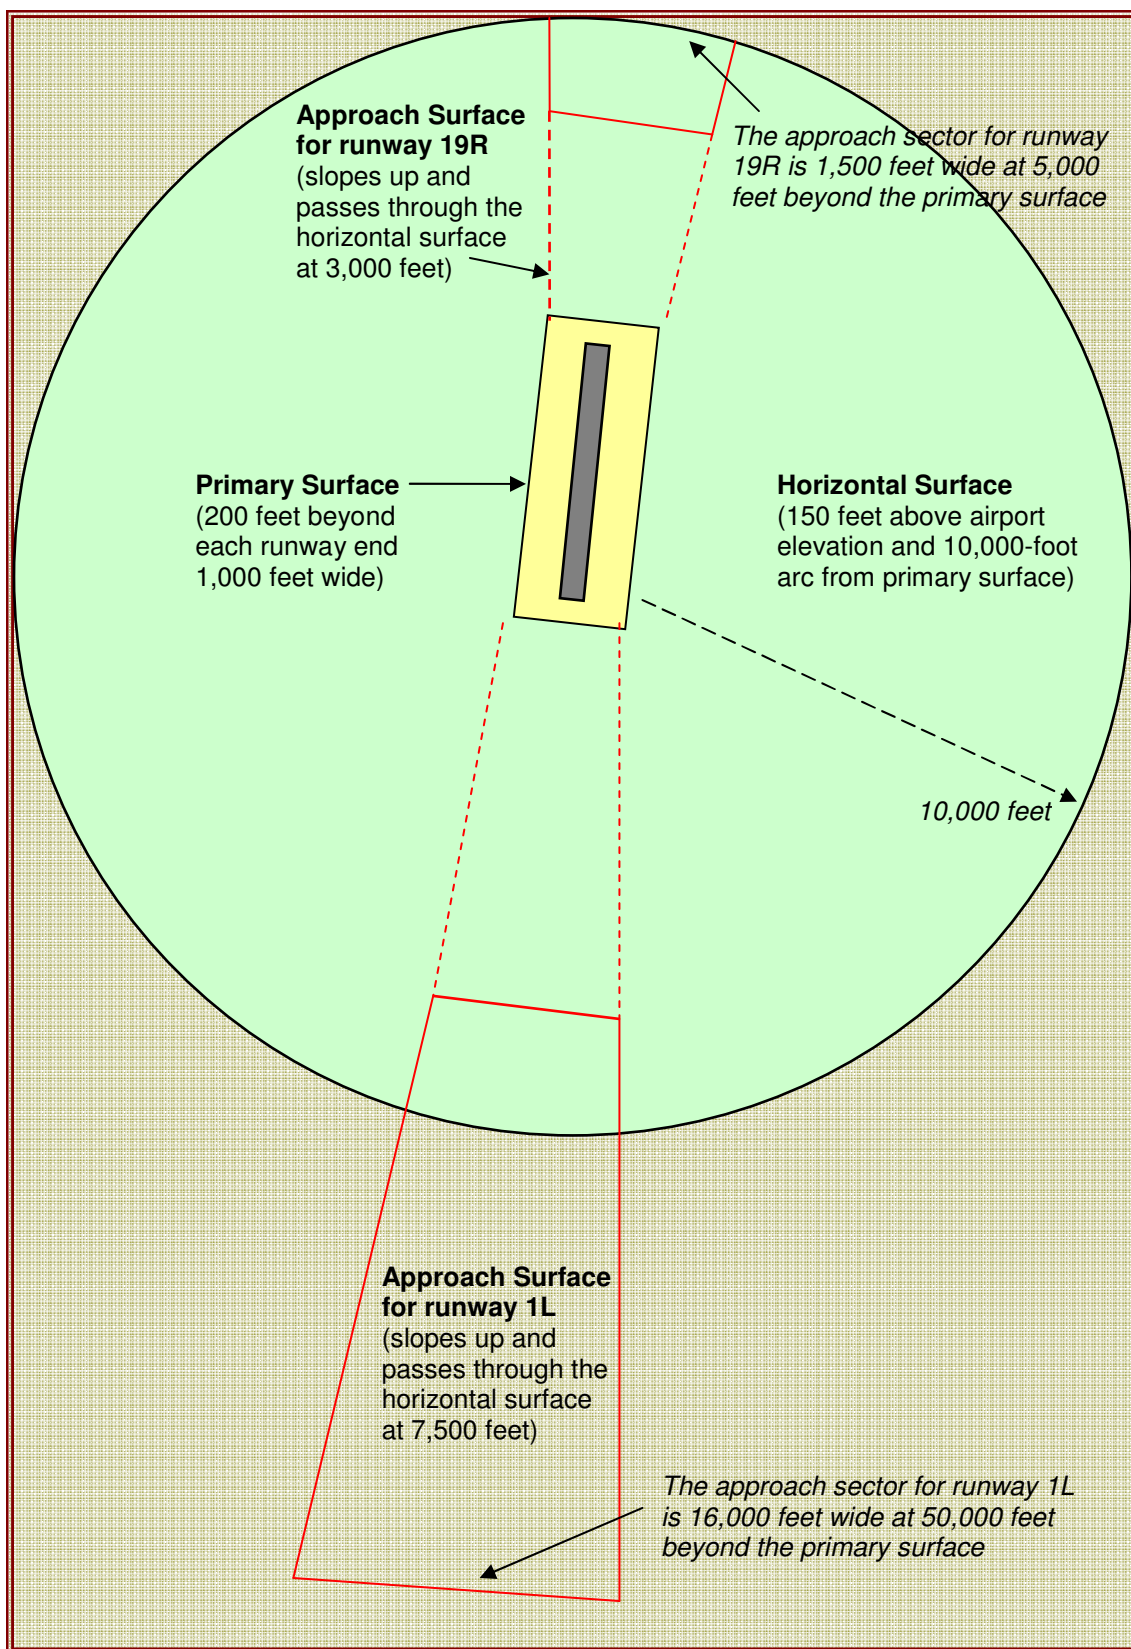 Approach Surface
for runway 19R
(slopes up and
passes through the
horizontal surface
at 3,000 feet)
The approach sector for runway
19R is 1,500 feet wide at 5,000
feet beyond the primary surface
Primary Surface
(200 feet beyond
each runway end
1,000 feet wide)
Horizontal Surface
(150 feet above airport
elevation and 10,000-foot
arc from primary surface)
10,000 feet
Approach Surface
for runway 1L
(slopes up and
passes through the
horizontal surface
at 7,500 feet)
The approach sector for runway 1L
is 16,000 feet wide at 50,000 feet
beyond the primary surface